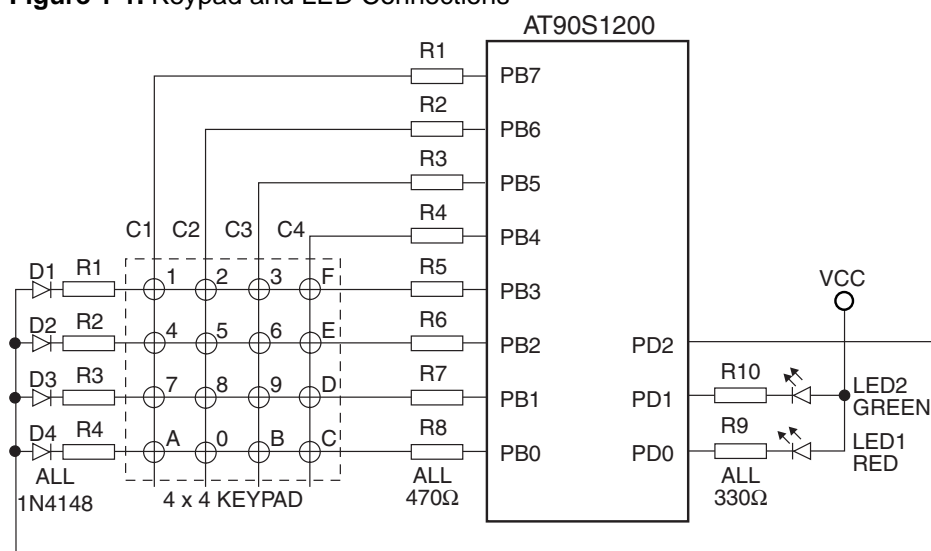 Figure 1-1. Keypad and LED Connections
AT90S1200
R1
PB7
R2
PB6
R3
PB5
R4
PB4
C1 C2 C3 C4
D1 R1 1 2 3 F R5 PB3
VCC
D2 R2 4 5 6 E R6 PB2 PD2
D3 R3 7 8 9 D R7 PB1 PD1 R10 LED2
GREEN
D4 R4 A 0 B C R8 PB0 PD0 R9 LED1
RED
ALL
1N4148
4 x 4 KEYPAD
ALL
470Ω
ALL
330Ω